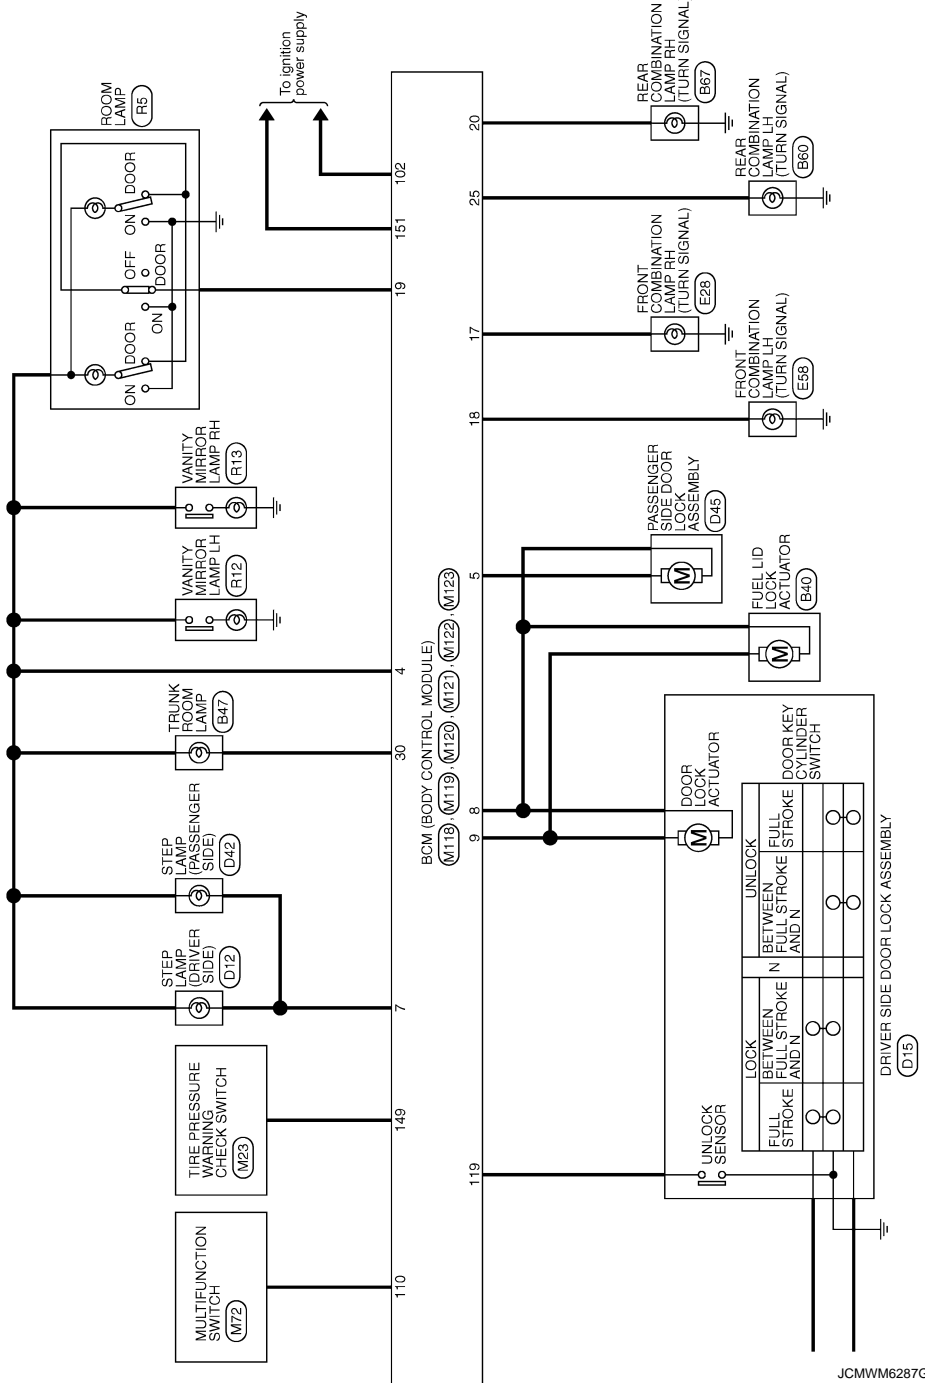 To ignition
power supply
ROOM
LAMP
R5
DOOR
ON
OFF
DOOR
ON
DOOR
ON
VANITY
MIRROR
LAMP RH
R13
VANITY
MIRROR
LAMP LH
R12
TRUNK
ROOM
LAMP
B47
STEP
LAMP
(PASSENGER
SIDE)
D42
STEP
LAMP
(DRIVER
SIDE)
D12
TIRE PRESSURE
WARNING
CHECK SWITCH
M23
MULTIFUNCTION
SWITCH
M72
102
151
19
4
30
7
149
110
BCM (BODY CONTROL MODULE)
M118 , M119 , M120 , M121 , M122 , M123
20
25
17
18
5
8
9
119
REAR
COMBINATION
LAMP RH
(TURN SIGNAL)
B67
REAR
COMBINATION
LAMP LH
(TURN SIGNAL)
B60
FRONT
COMBINATION
LAMP RH
(TURN SIGNAL)
E28
FRONT
COMBINATION
LAMP LH
(TURN SIGNAL)
E58
PASSENGER
SIDE DOOR
LOCK
ASSEMBLY
D45
M
FUEL LID
LOCK
ACTUATOR
B40
M
DOOR
LOCK
ACTUATOR
M
DOOR KEY
CYLINDER
SWITCH
UNLOCK
FULL
STROKE
BETWEEN
FULL STROKE
AND N
N
LOCK
BETWEEN
FULL STROKE
AND N
FULL
STROKE
UNLOCK
SENSOR
DRIVER SIDE DOOR LOCK ASSEMBLY
D15
JCMWM6287G